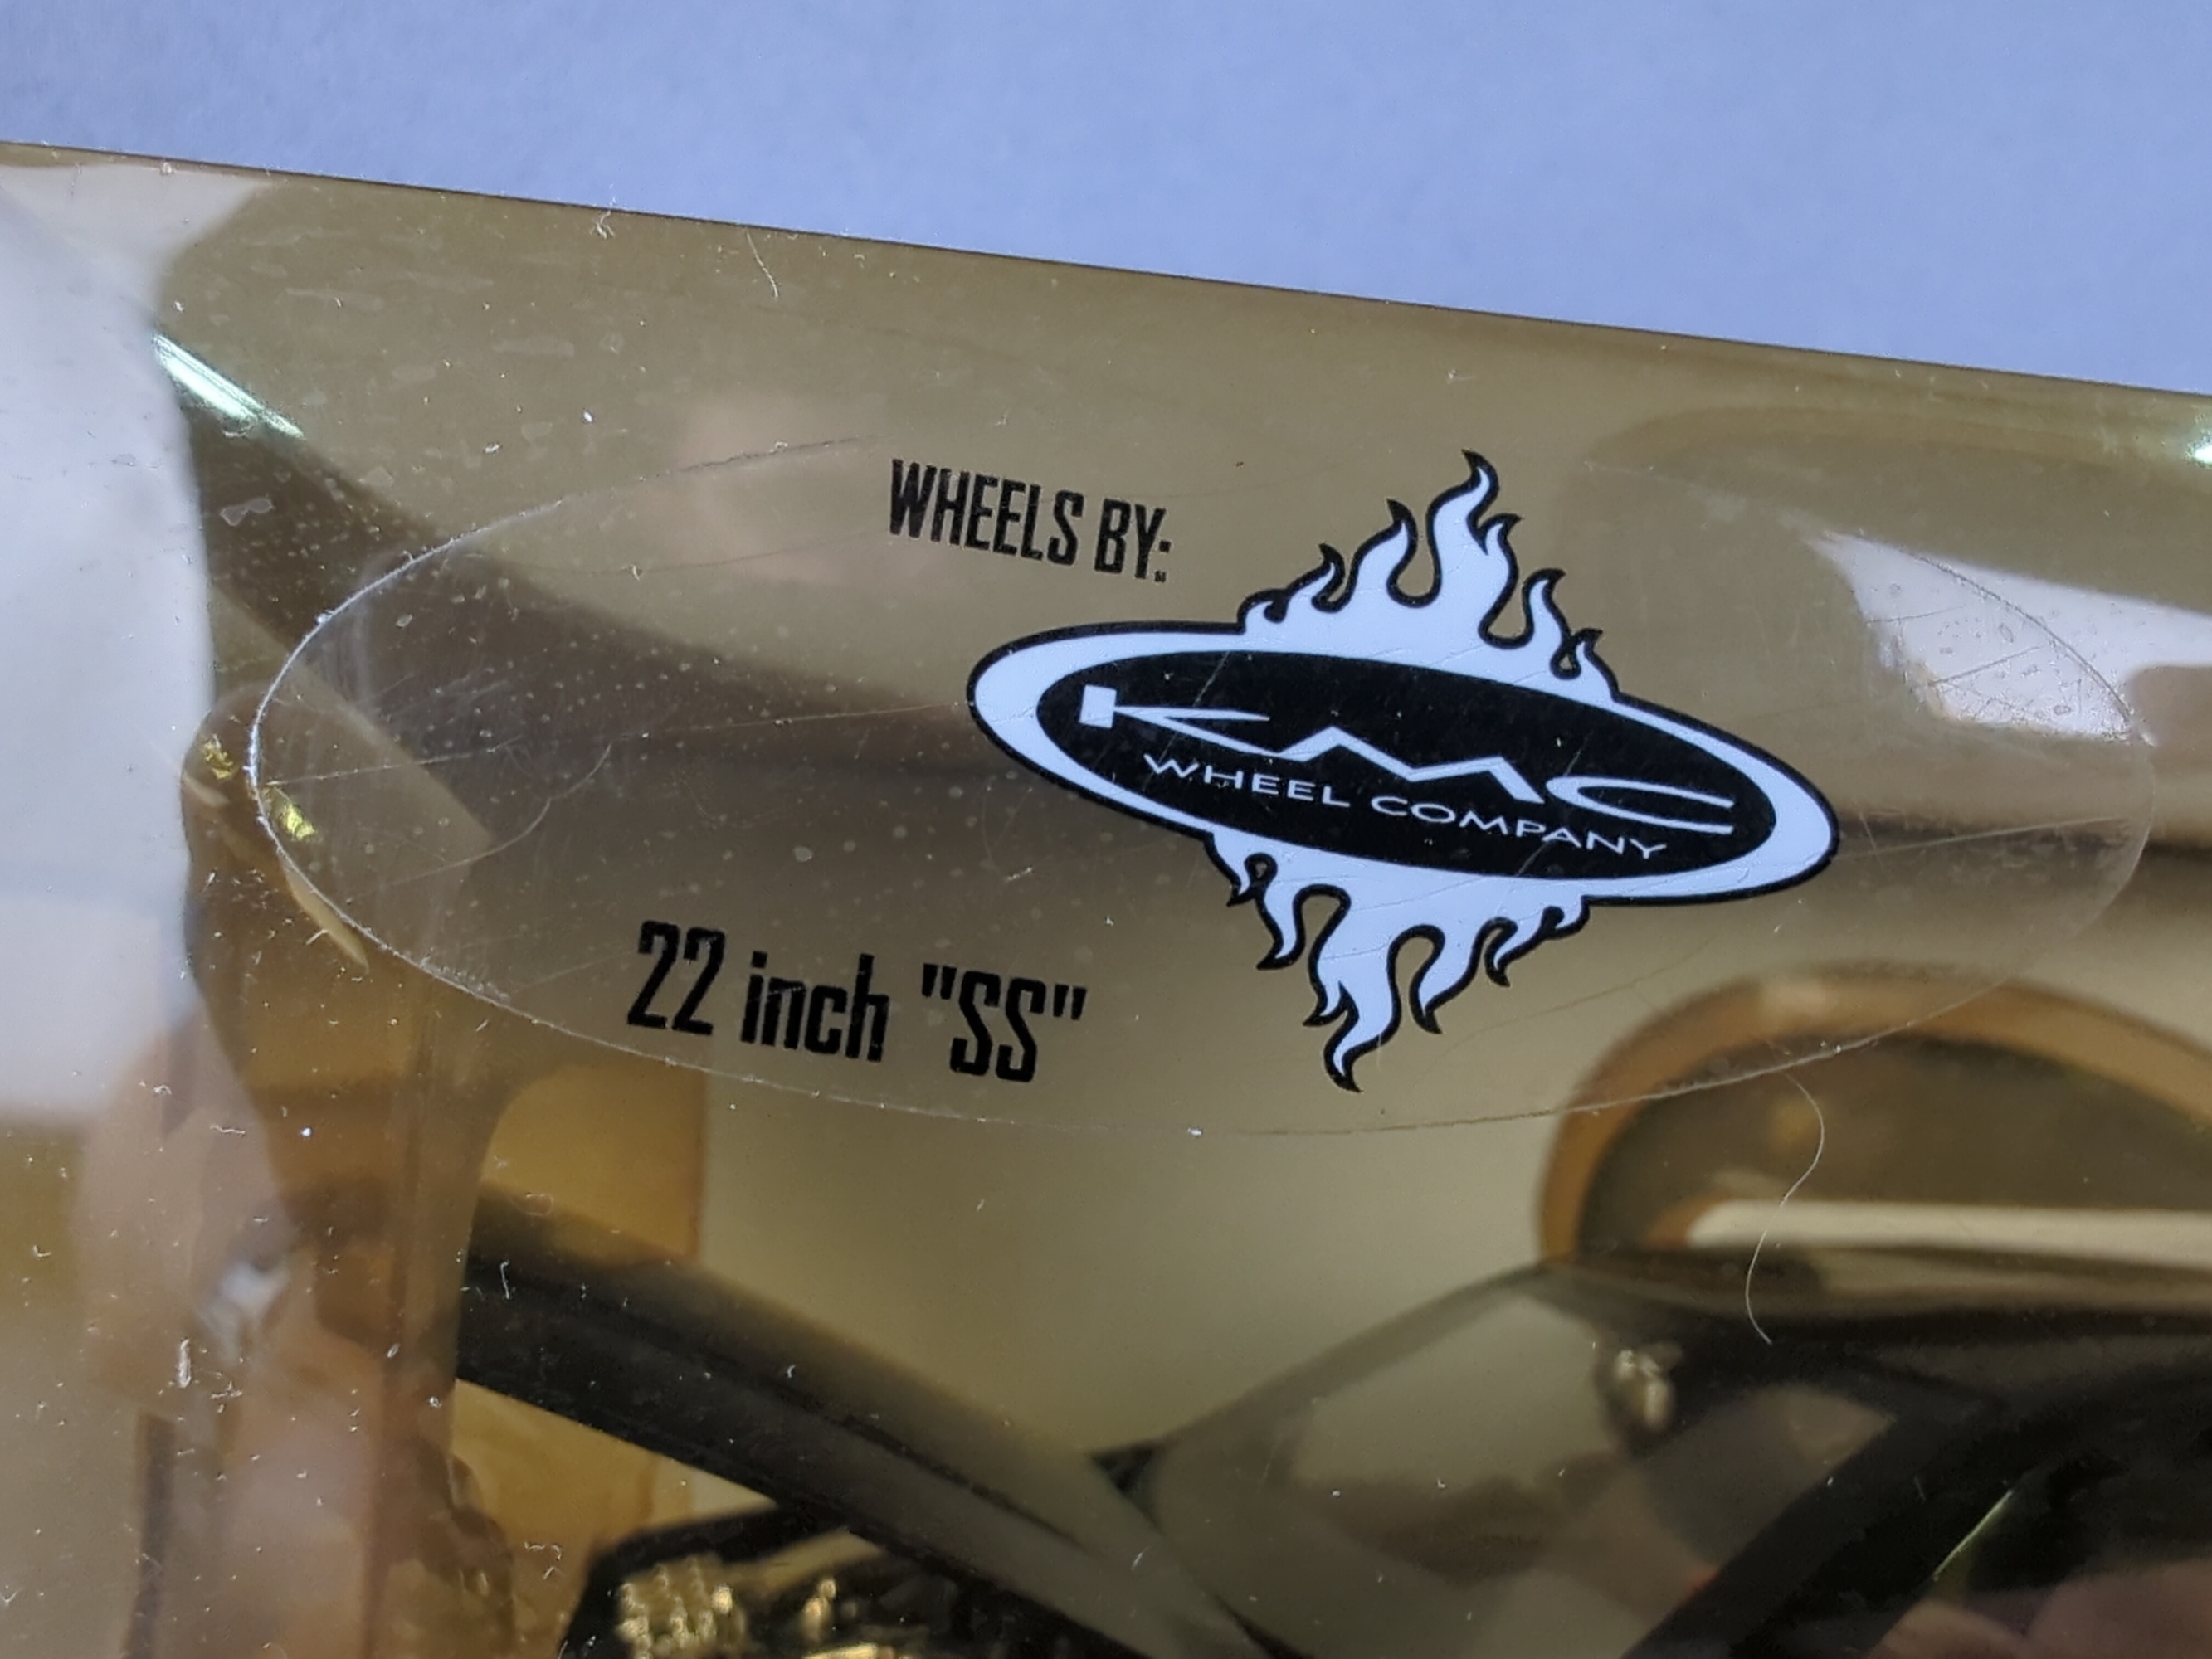 WHEELS BY:
KMC
WHEEL COMPANY
22 inch "SS"